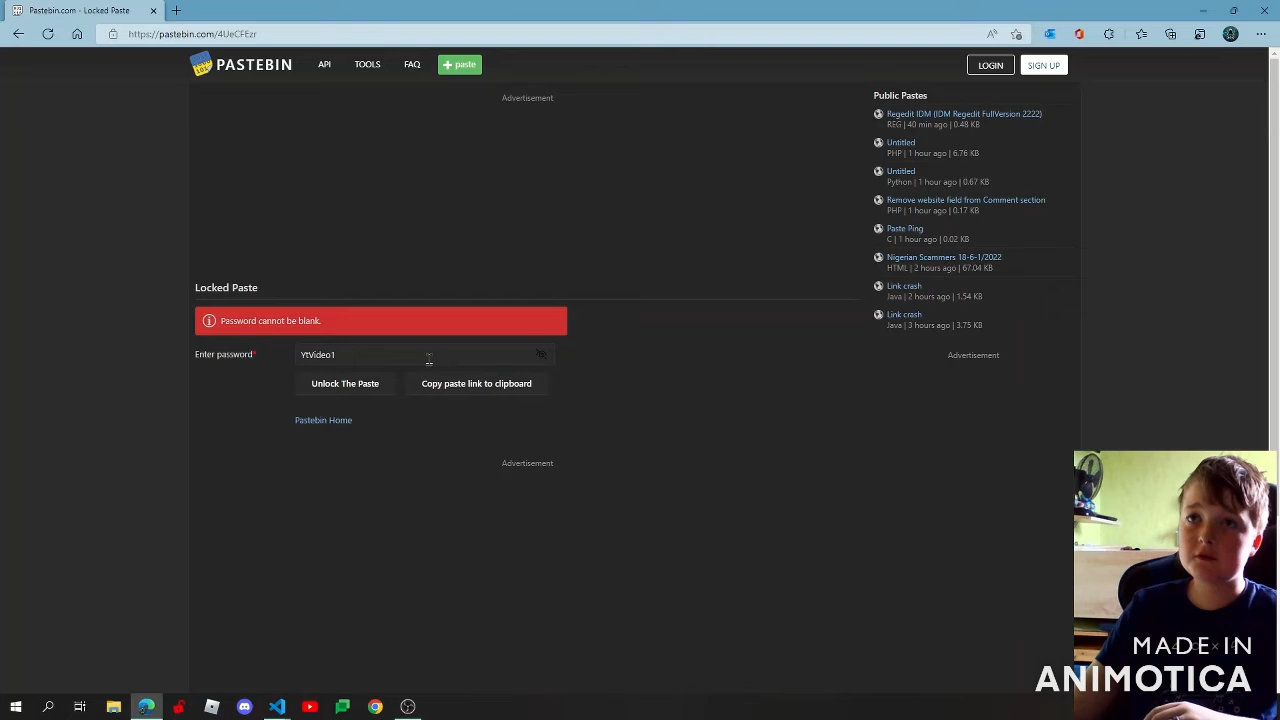 Pastebin.com - Locked Paste
https://pastebin.com/4UeCFEzr
PASTEBIN
API
TOOLS
FAQ
+ paste
LOGIN
SIGN UP
Advertisement
Locked Paste
Password cannot be blank.
Enter password*
YtVideo1
Unlock The Paste
Copy paste link to clipboard
Pastebin Home
Advertisement
Public Pastes
Regedit IDM (IDM Regedit FullVersion 2222)
REG | 40 min ago | 0.48 KB
Untitled
PHP | 1 hour ago | 6.76 KB
Untitled
Python | 1 hour ago | 0.67 KB
Remove website field from Comment section
PHP | 1 hour ago | 0.17 KB
Paste Ping
C | 1 hour ago | 0.02 KB
Nigerian Scammers 18-6-1/2022
HTML | 2 hours ago | 67.04 KB
Link crash
Java | 2 hours ago | 1.54 KB
Link crash
Java | 3 hours ago | 3.75 KB
Advertisement
MADE IN
ANIMOTICA